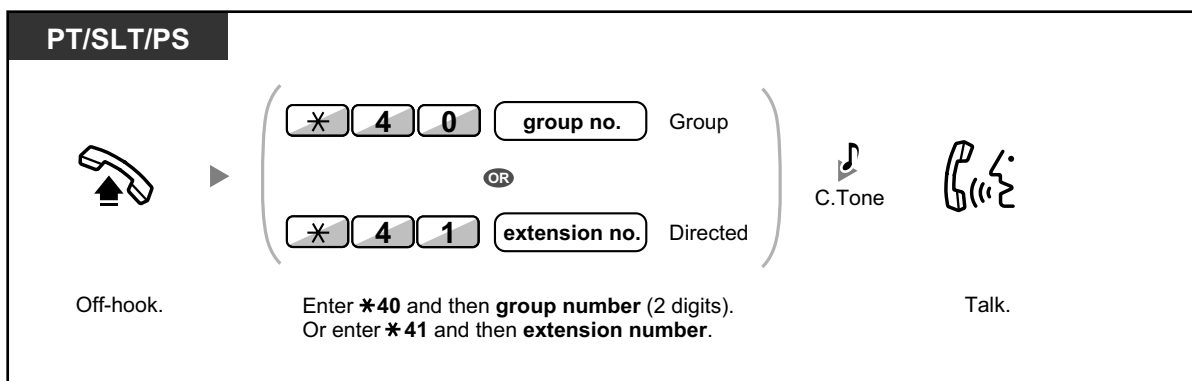 PT/SLT/PS
* 4 0 group no. Group
OR
C.Tone
* 4 1 extension no. Directed
Off-hook.
Enter *40 and then group number (2 digits).
Or enter *41 and then extension number.
Talk.